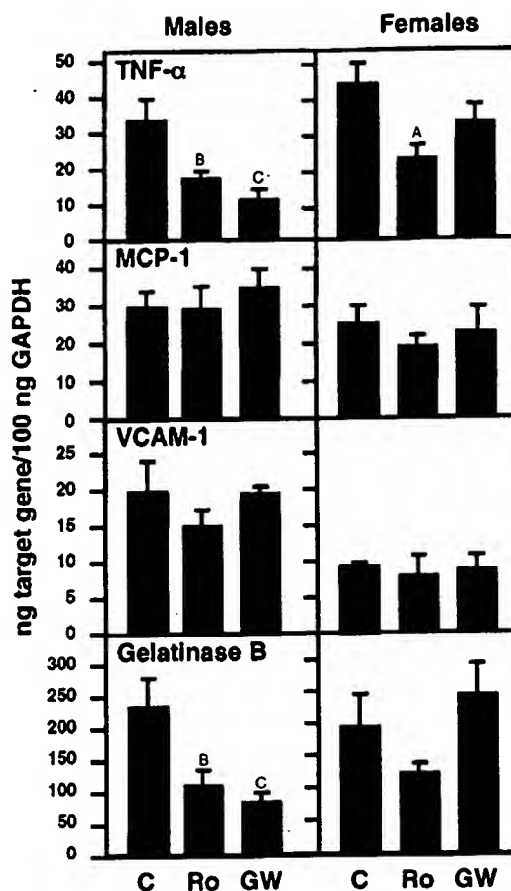 Males Females
TNF-α
50
40
30
20
10
0
B
C
A
MCP-1
40
30
20
10
0
VCAM-1
25
20
15
10
5
0
Gelatinase B
300
250
200
150
100
50
0
B
C
C Ro GW C Ro GW
ng target gene/100 ng GAPDH